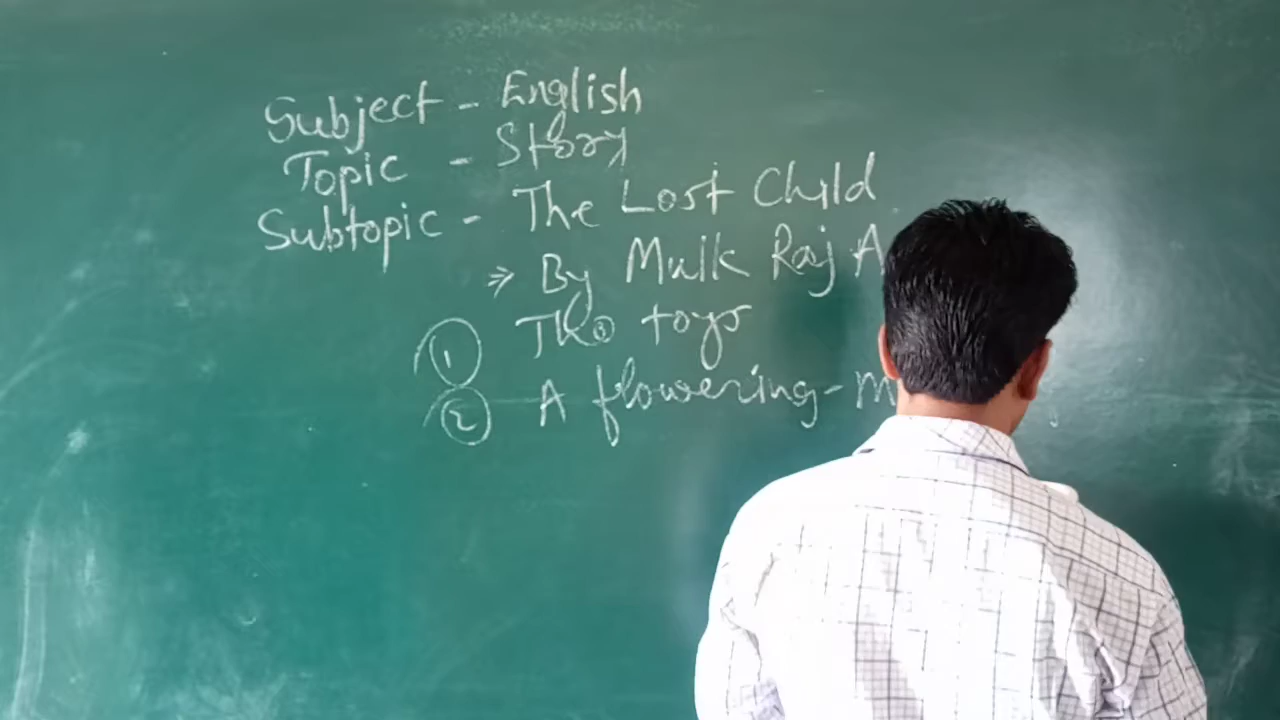 Subject - English
Topic - Story
Subtopic - The Lost Child
⇒ By Mulk Raj A
① The toys
② A flowering - m